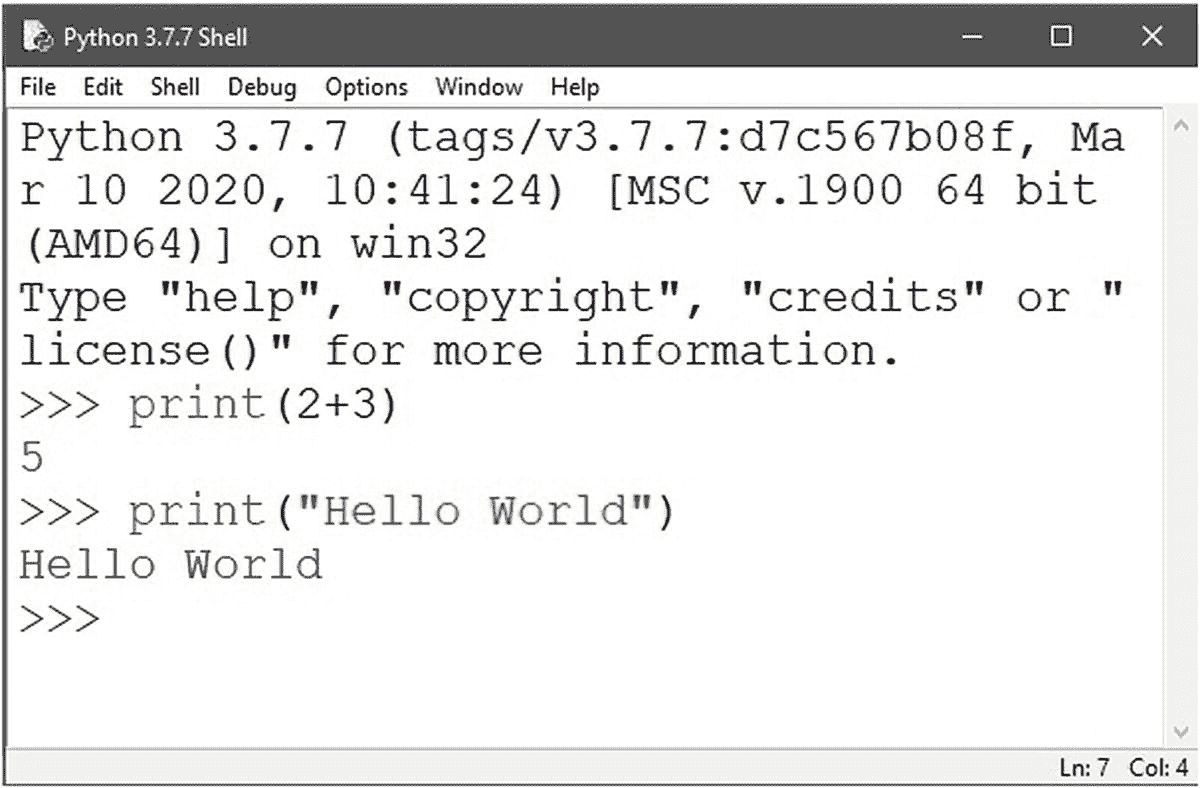 Python 3.7.7 Shell
File Edit Shell Debug Options Window Help
Python 3.7.7 (tags/v3.7.7:d7c567b08f, Ma
r 10 2020, 10:41:24) [MSC v.1900 64 bit
(AMD64)] on win32
Type "help", "copyright", "credits" or "
license()" for more information.
>>> print(2+3)
5
>>> print("Hello World")
Hello World
>>>
Ln: 7 Col: 4